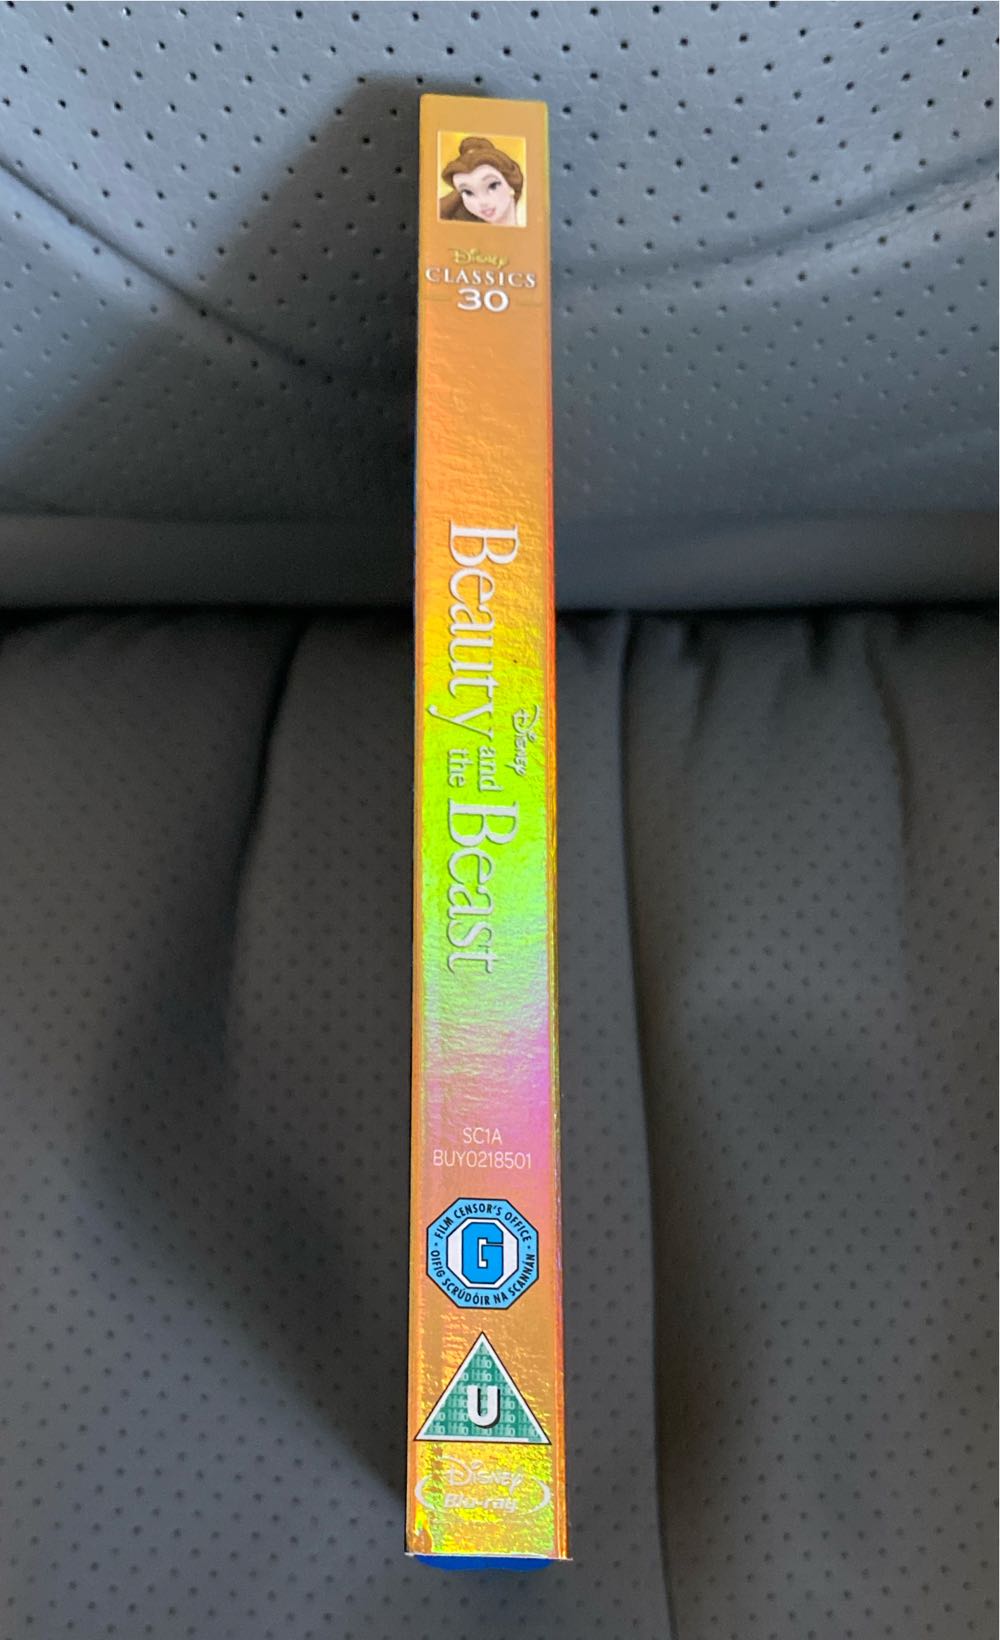 Disney
CLASSICS
30
Disney
Beauty and the Beast
SC1A
BUY0218501
· FILM CENSOR'S OFFICE ·
G
OIFIG SCRÚDÓIR NA SCANNÁN
U
Disney
Blu-ray